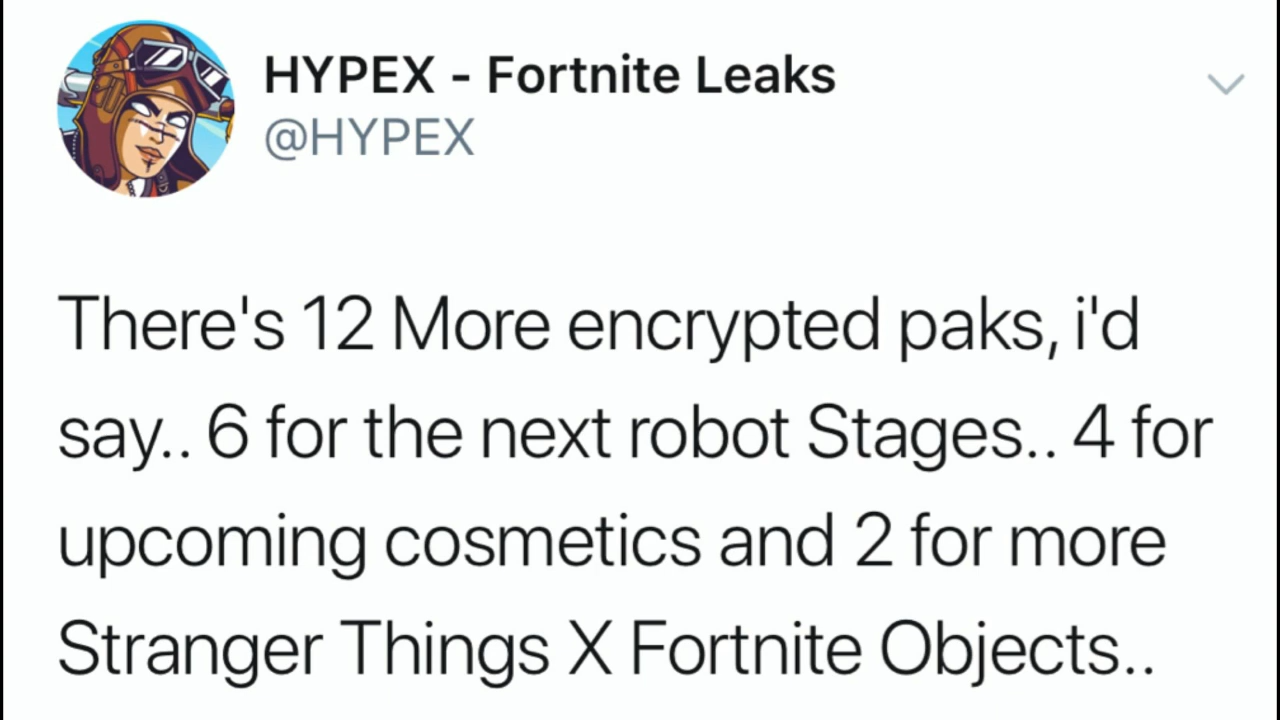 HYPEX - Fortnite Leaks
@HYPEX
There's 12 More encrypted paks, i'd
say.. 6 for the next robot Stages.. 4 for
upcoming cosmetics and 2 for more
Stranger Things X Fortnite Objects..